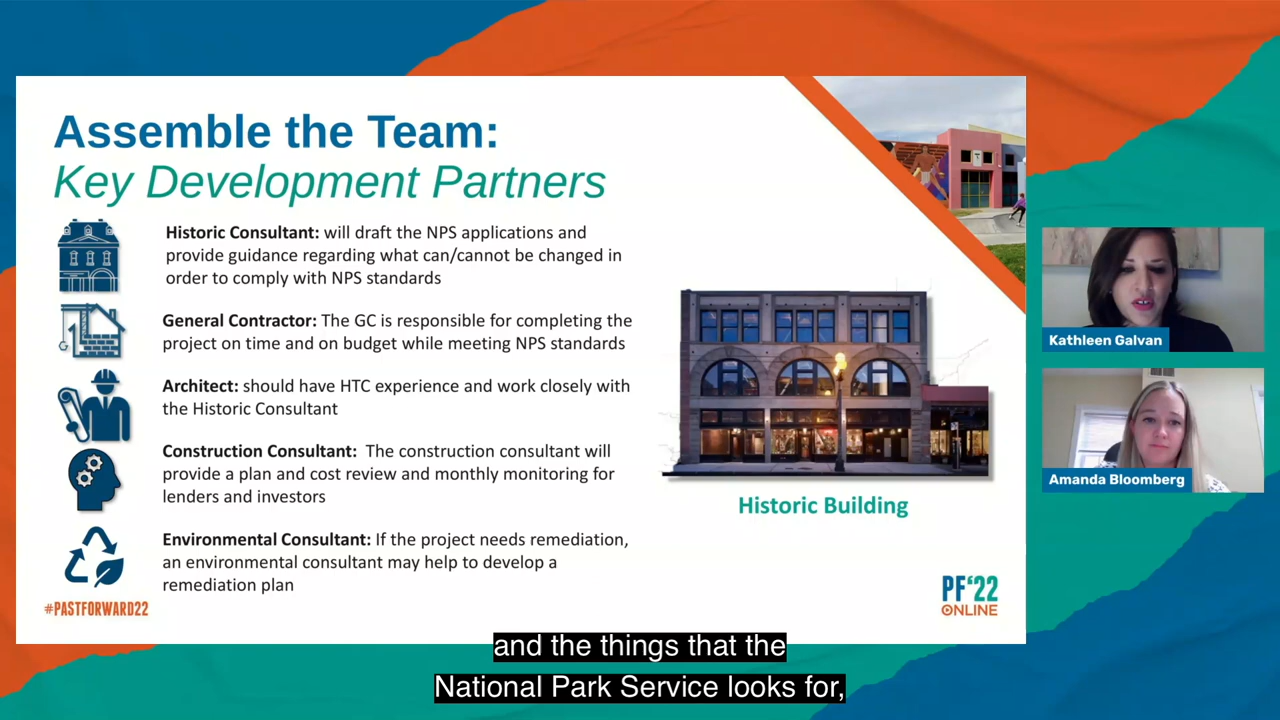 Assemble the Team:
Key Development Partners
Historic Consultant: will draft the NPS applications and
provide guidance regarding what can/cannot be changed in
order to comply with NPS standards
General Contractor: The GC is responsible for completing the
project on time and on budget while meeting NPS standards
Architect: should have HTC experience and work closely with
the Historic Consultant
Construction Consultant: The construction consultant will
provide a plan and cost review and monthly monitoring for
lenders and investors
Environmental Consultant: If the project needs remediation,
an environmental consultant may help to develop a
remediation plan
#PASTFORWARD22
Historic Building
PF'22
ONLINE
Kathleen Galvan
Amanda Bloomberg
and the things that the
National Park Service looks for,